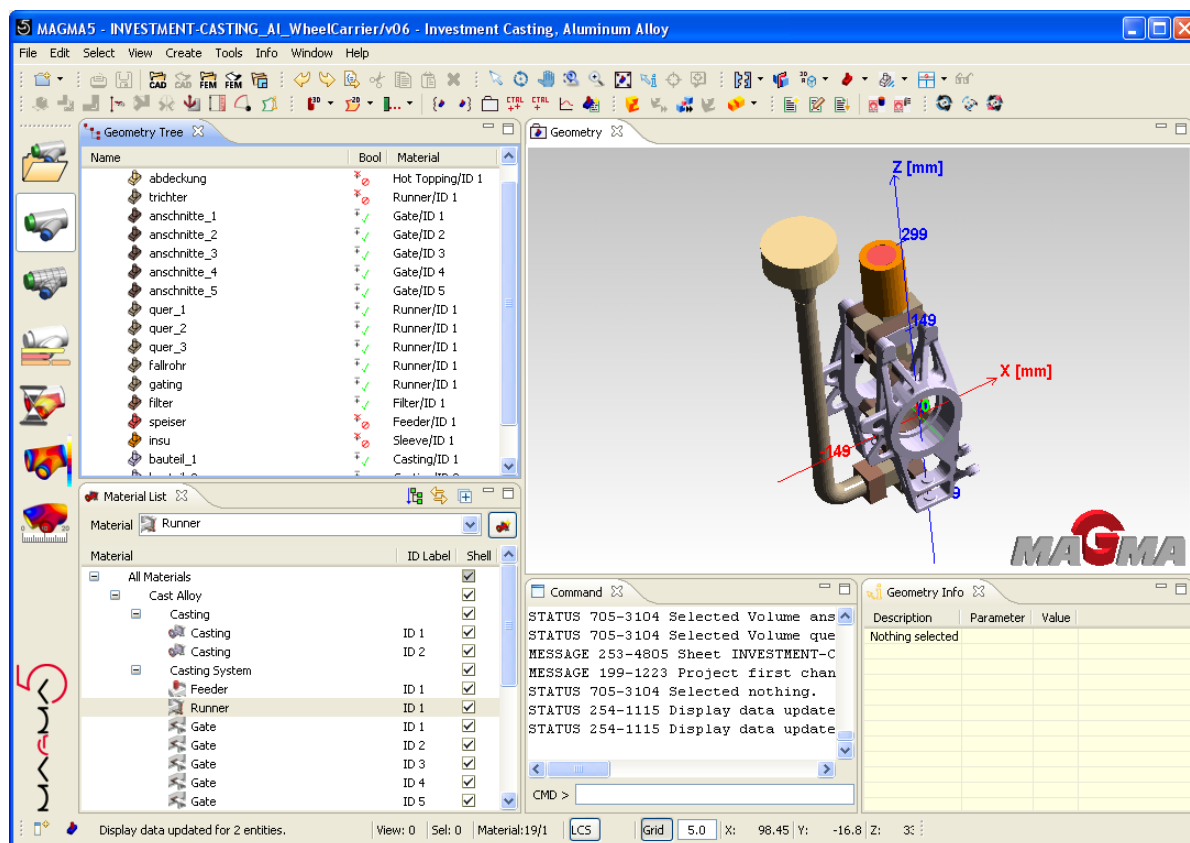 MAGMA5 - INVESTMENT-CASTING_Al_WheelCarrier/v06 - Investment Casting, Aluminum Alloy
File Edit Select View Create Tools Info Window Help
CAD CAD FEM FEM
CTRL CTRL
Geometry Tree
Name Bool Material
abdeckung Hot Topping/ID 1
trichter Runner/ID 1
anschnitte_1 Gate/ID 1
anschnitte_2 Gate/ID 2
anschnitte_3 Gate/ID 3
anschnitte_4 Gate/ID 4
anschnitte_5 Gate/ID 5
quer_1 Runner/ID 1
quer_2 Runner/ID 1
quer_3 Runner/ID 1
fallrohr Runner/ID 1
gating Runner/ID 1
filter Filter/ID 1
speiser Feeder/ID 1
insu Sleeve/ID 1
bauteil_1 Casting/ID 1
Geometry
Z [mm]
299
149
X [mm]
-149
MAGMA
Material List
Material Runner
Material ID Label Shell
All Materials
Cast Alloy
Casting
Casting ID 1
Casting ID 2
Casting System
Feeder ID 1
Runner ID 1
Gate ID 1
Gate ID 2
Gate ID 3
Gate ID 4
Gate ID 5
Command
STATUS 705-3104 Selected Volume ans
STATUS 705-3104 Selected Volume que
MESSAGE 253-4805 Sheet INVESTMENT-C
MESSAGE 199-1223 Project first chan
STATUS 705-3104 Selected nothing.
STATUS 254-1115 Display data update
STATUS 254-1115 Display data update
CMD >
Geometry Info
Description Parameter Value
Nothing selected
MAGMA5
Display data updated for 2 entities. View: 0 Sel: 0 Material:19/1 LCS Grid 5.0 X: 98.45 Y: -16.8 Z: